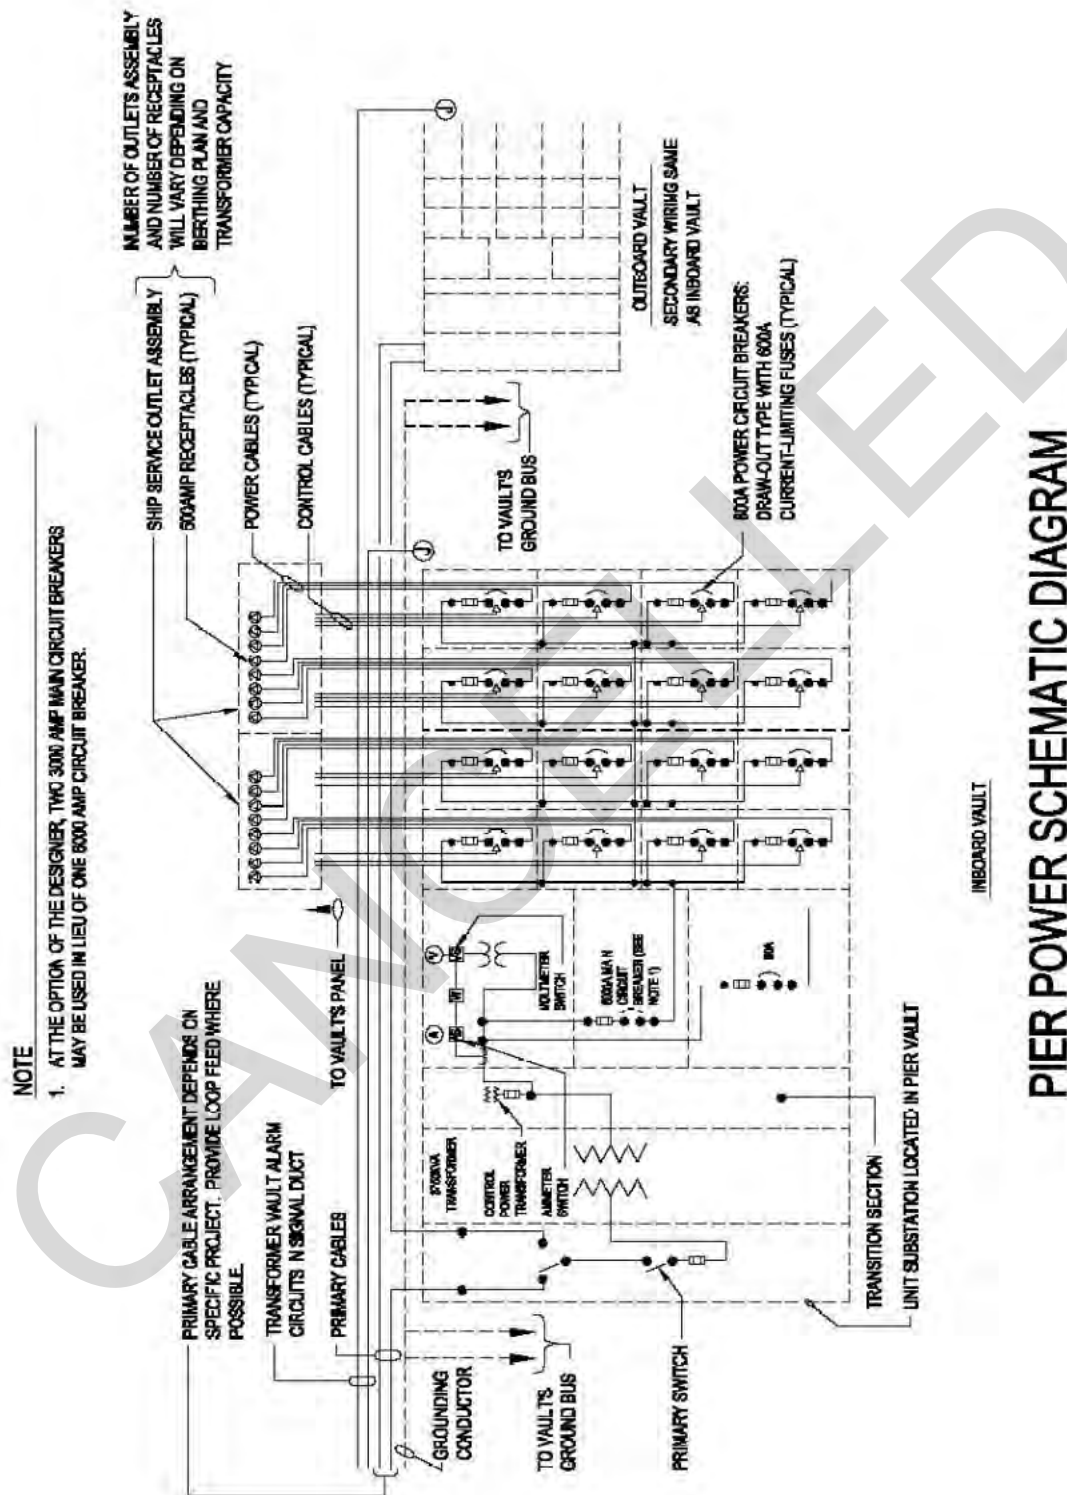 NOTE
1. AT THE OPTION OF THE DESIGNER, TWO 3000 AMP MAIN CIRCUIT BREAKERS
MAY BE USED IN LIEU OF ONE 6000 AMP CIRCUIT BREAKER.
NUMBER OF OUTLETS ASSEMBLY
AND NUMBER OF RECEPTACLES
WILL VARY DEPENDING ON
BERTHING PLAN AND
TRANSFORMER CAPACITY
SHIP SERVICE OUTLET ASSEMBLY
500AMP RECEPTACLES (TYPICAL)
POWER CABLES (TYPICAL)
CONTROL CABLES (TYPICAL)
PRIMARY CABLE ARRANGEMENT DEPENDS ON
SPECIFIC PROJECT. PROVIDE LOOP FEED WHERE
POSSIBLE.
TRANSFORMER VAULT ALARM
CIRCUITS IN SIGNAL DUCT
PRIMARY CABLES
TO VAULT'S PANEL
GROUNDING
CONDUCTOR
TO VAULT'S
GROUND BUS
PRIMARY SWITCH
J
J
TO VAULT'S
GROUND BUS
OUTBOARD VAULT
SECONDARY WIRING SAME
AS INBOARD VAULT
800A POWER CIRCUIT BREAKERS:
DRAW-OUT TYPE WITH 600A
CURRENT-LIMITING FUSES (TYPICAL)
3750KVA
TRANSFORMER
CONTROL
POWER
TRANSFORMER
AMMETER
SWITCH
A
AS
W
V
VS
VOLTMETER
SWITCH
6000A MAIN
CIRCUIT
BREAKER (SEE
NOTE 1)
80A
TRANSITION SECTION
UNIT SUBSTATION LOCATED IN PIER VAULT
INBOARD VAULT
PIER POWER SCHEMATIC DIAGRAM
CANCELLED